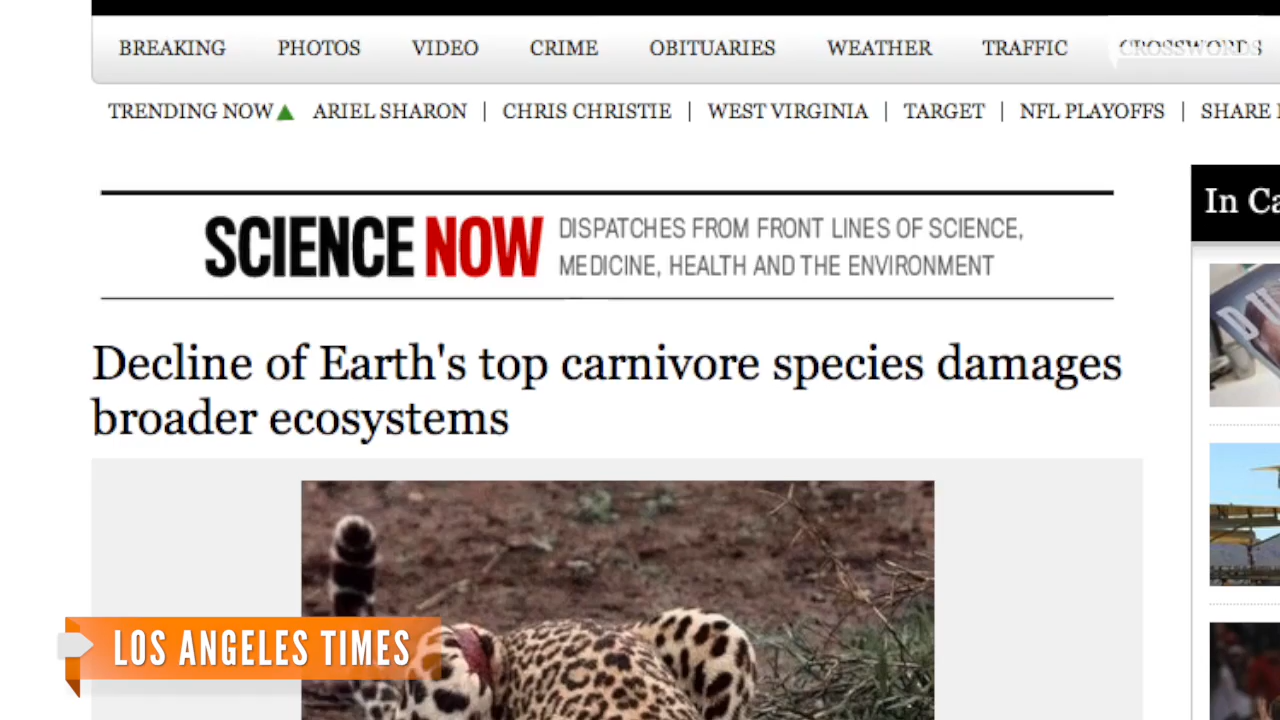 BREAKING PHOTOS VIDEO CRIME OBITUARIES WEATHER TRAFFIC CROSSWORDS
TRENDING NOW ARIEL SHARON | CHRIS CHRISTIE | WEST VIRGINIA | TARGET | NFL PLAYOFFS | SHARE
In Ca
SCIENCE NOW
DISPATCHES FROM FRONT LINES OF SCIENCE,
MEDICINE, HEALTH AND THE ENVIRONMENT
Decline of Earth's top carnivore species damages
broader ecosystems
LOS ANGELES TIMES